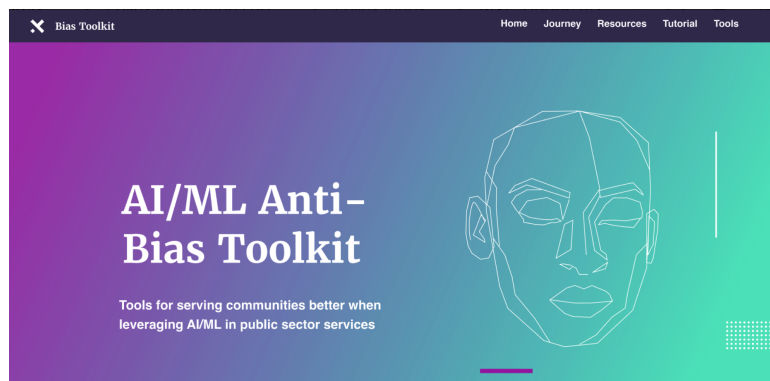 Bias Toolkit
Home Journey Resources Tutorial Tools
AI/ML Anti-
Bias Toolkit
Tools for serving communities better when
leveraging AI/ML in public sector services